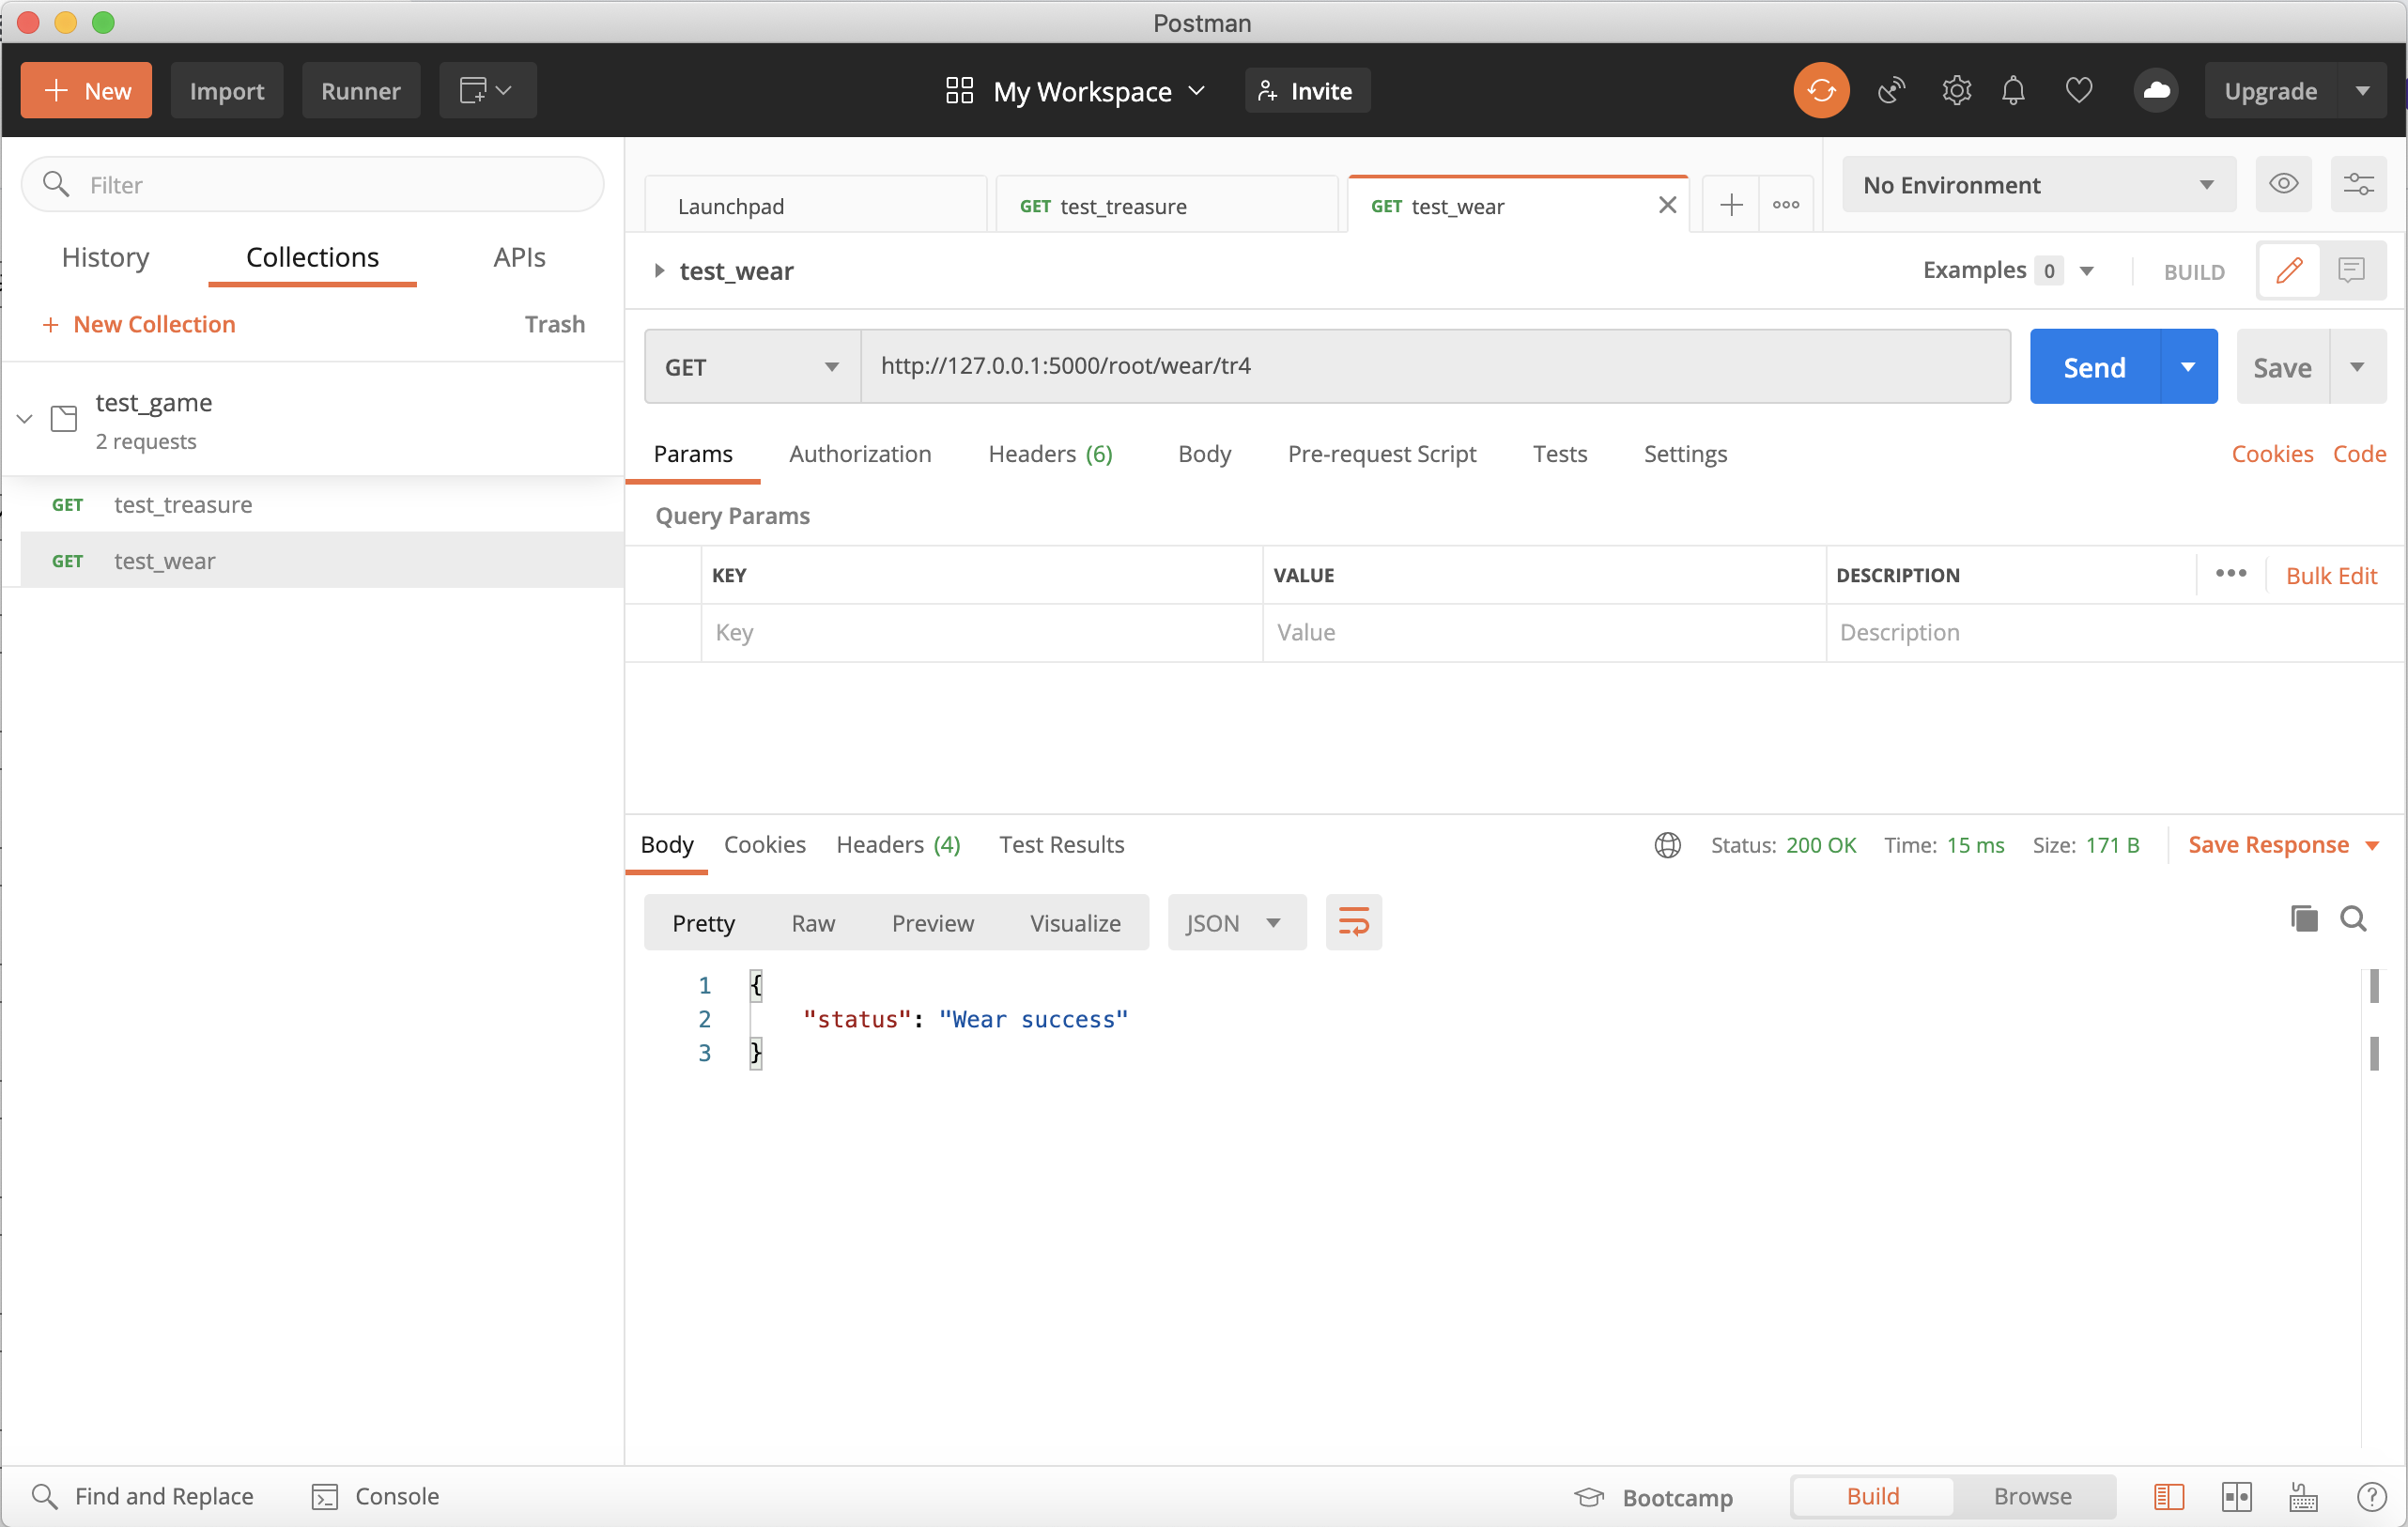 Postman
New
Import
Runner
My Workspace
Invite
Upgrade
Filter
History
Collections
APIs
+ New Collection
Trash
test_game
2 requests
GET test_treasure
GET test_wear
Launchpad
GET test_treasure
GET test_wear
No Environment
test_wear
Examples 0
BUILD
GET
http://127.0.0.1:5000/root/wear/tr4
Send
Save
Params
Authorization
Headers (6)
Body
Pre-request Script
Tests
Settings
Cookies
Code
Query Params
KEY
VALUE
DESCRIPTION
Bulk Edit
Key
Value
Description
Body
Cookies
Headers (4)
Test Results
Status: 200 OK
Time: 15 ms
Size: 171 B
Save Response
Pretty
Raw
Preview
Visualize
JSON
1 {
2 "status": "Wear success"
3 }
Find and Replace
Console
Bootcamp
Build
Browse